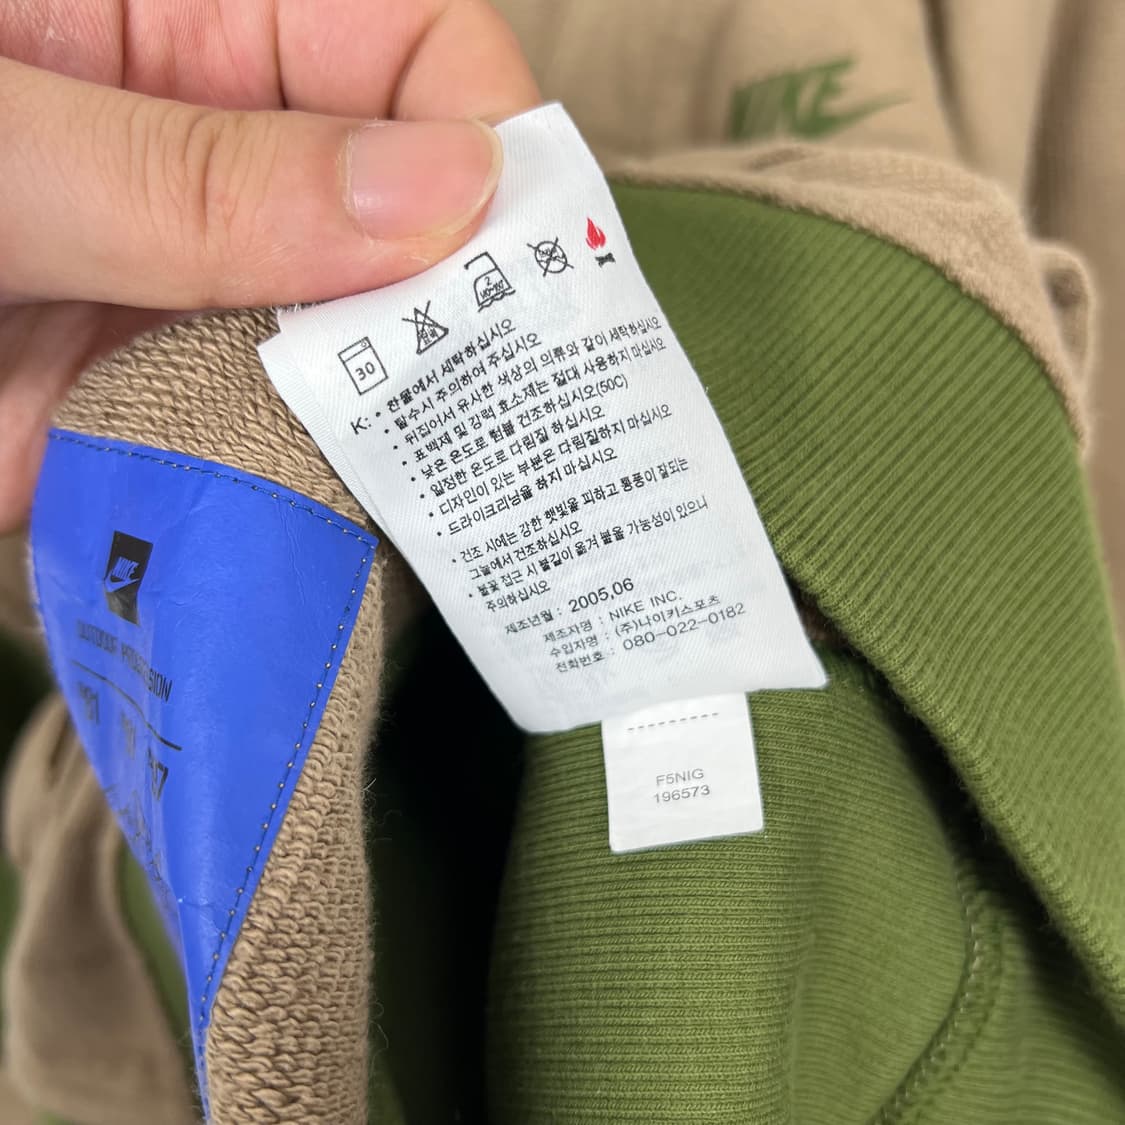 NIKE
30
K: • 찬물에서 세탁하십시오
• 탈수시 주의하여 주십시오
• 뒤집어서 유사한 색상의 의류와 같이 세탁하십시오
• 표백제 및 강력 효소제는 절대 사용하지 마십시오
• 낮은 온도로 텀블 건조하십시오(50C)
• 일정한 온도로 다림질 하십시오
• 디자인이 있는 부분은 다림질하지 마십시오
• 드라이크리닝을 하지 마십시오
• 건조 시에는 강한 햇빛을 피하고 통풍이 잘되는
그늘에서 건조하십시오
• 불꽃 접근 시 불길이 옮겨 붙을 가능성이 있으니
주의하십시오
제조년월 : 2005,06
제조자명 : NIKE INC.
수입자명 : (주)나이키스포츠
전화번호 : 080-022-0182
F5NIG
196573
NIKE
OUTDOOR